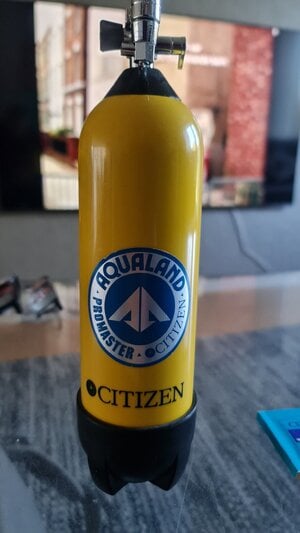 AQUALAND
PROMASTER · CITIZEN
CITIZEN